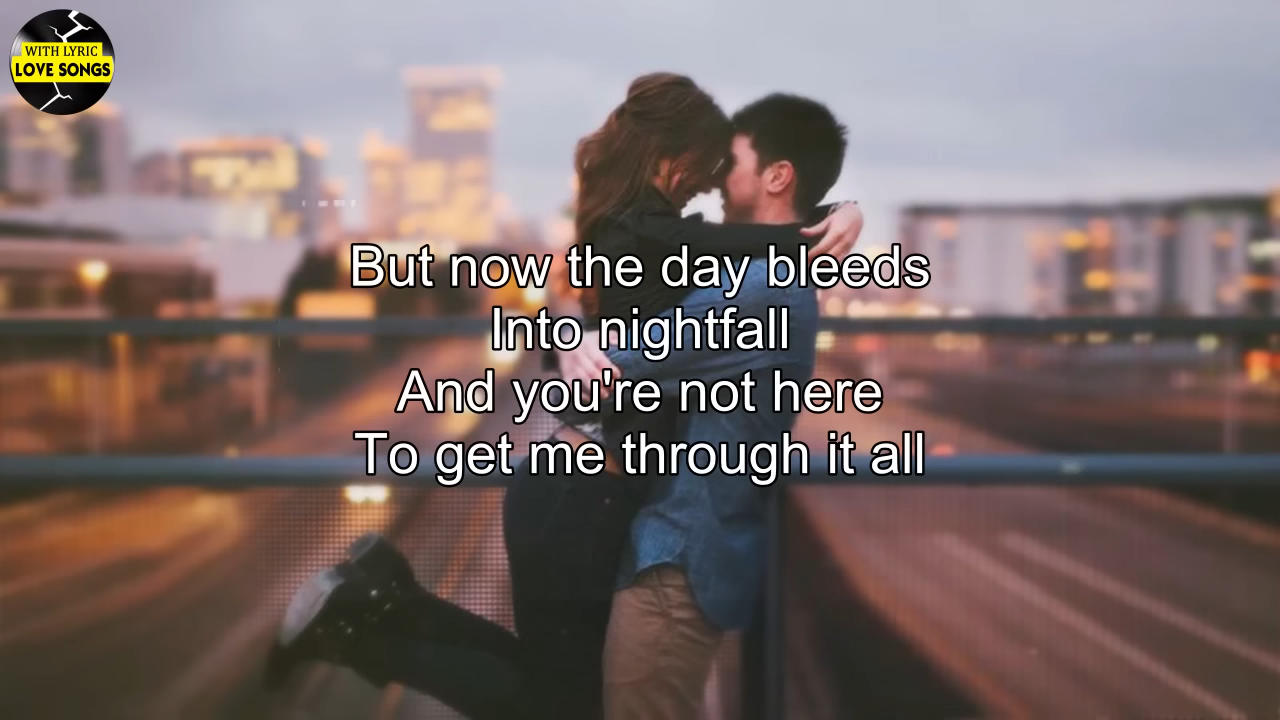 WITH LYRIC
LOVE SONGS
But now the day bleeds
Into nightfall
And you're not here
To get me through it all